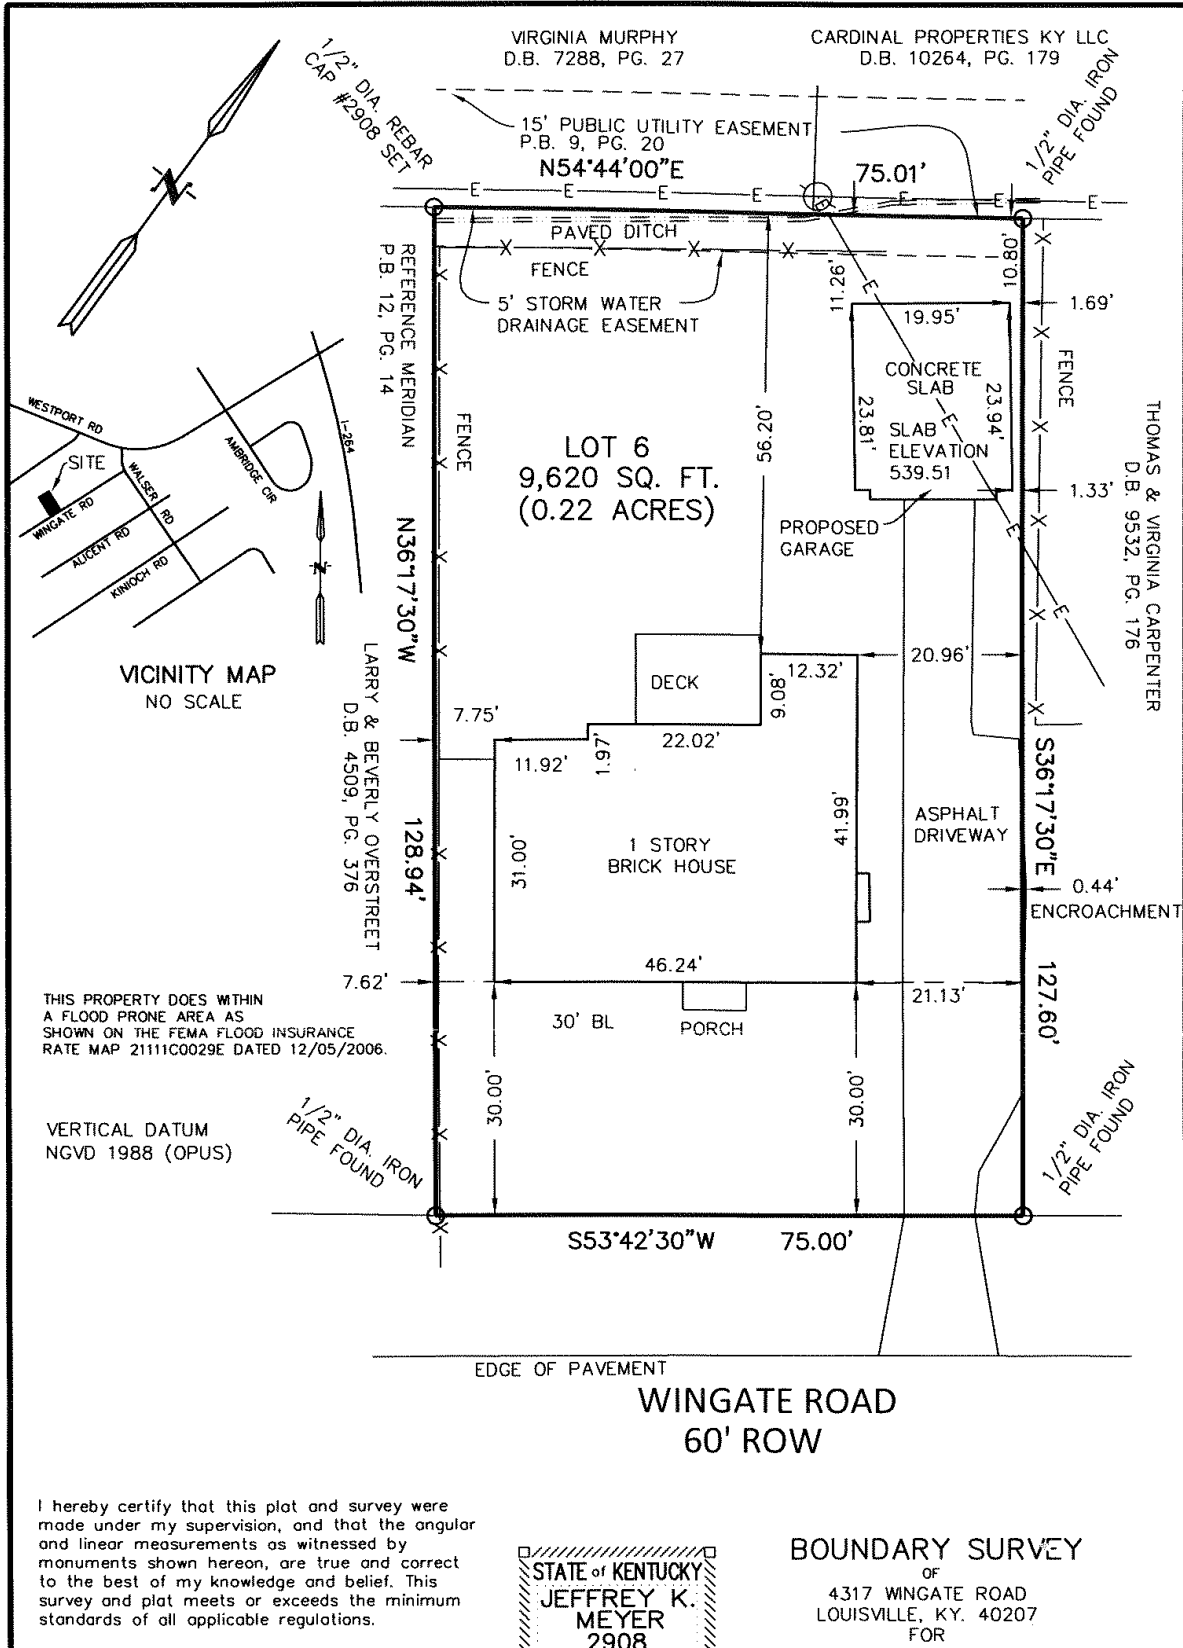 VIRGINIA MURPHY
D.B. 7288, PG. 27
CARDINAL PROPERTIES KY LLC
D.B. 10264, PG. 179
1/2" DIA. REBAR
CAP #2908 SET
1/2" DIA. IRON
PIPE FOUND
15' PUBLIC UTILITY EASEMENT
P.B. 9, PG. 20
N54°44'00"E
75.01'
E E E E E E
N
PAVED DITCH
X X X X
FENCE
5' STORM WATER
DRAINAGE EASEMENT
REFERENCE MERIDIAN
P.B. 12, PG. 14
11.26'
10.80'
E
19.95'
1.69'
CONCRETE
SLAB
23.81'
23.94'
E
SLAB
ELEVATION
539.51
FENCE
FENCE
1.33'
E
E
56.20'
LOT 6
9,620 SQ. FT.
(0.22 ACRES)
PROPOSED
GARAGE
THOMAS & VIRGINIA CARPENTER
D.B. 9532, PG. 176
WESTPORT RD
SITE
WALSER RD
AMBRIDGE CIR
I-264
WINGATE RD
ALICENT RD
KINIOCH RD
N
VICINITY MAP
NO SCALE
N36°17'30"W
128.94'
LARRY & BEVERLY OVERSTREET
D.B. 4509, PG. 376
DECK
12.32'
20.96'
9.08'
7.75'
11.92'
1.97'
22.02'
31.00'
41.99'
1 STORY
BRICK HOUSE
ASPHALT
DRIVEWAY
S36°17'30"E
127.60'
0.44'
ENCROACHMENT
7.62'
46.24'
21.13'
30' BL
PORCH
30.00'
30.00'
THIS PROPERTY DOES WITHIN
A FLOOD PRONE AREA AS
SHOWN ON THE FEMA FLOOD INSURANCE
RATE MAP 21111C0029E DATED 12/05/2006.
VERTICAL DATUM
NGVD 1988 (OPUS)
1/2" DIA. IRON
PIPE FOUND
1/2" DIA. IRON
PIPE FOUND
S53°42'30"W
75.00'
EDGE OF PAVEMENT
WINGATE ROAD
60' ROW
I hereby certify that this plat and survey were
made under my supervision, and that the angular
and linear measurements as witnessed by
monuments shown hereon, are true and correct
to the best of my knowledge and belief. This
survey and plat meets or exceeds the minimum
standards of all applicable regulations.
STATE of KENTUCKY
JEFFREY K.
MEYER
2908
BOUNDARY SURVEY
OF
4317 WINGATE ROAD
LOUISVILLE, KY. 40207
FOR